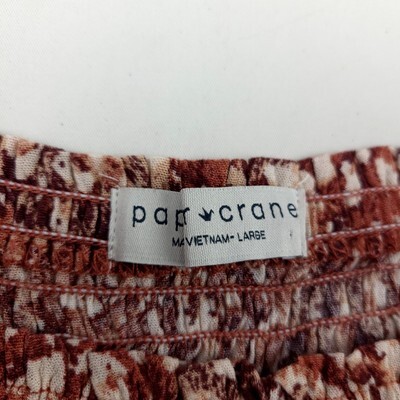 pap crane
MA VIETNAM- LARGE